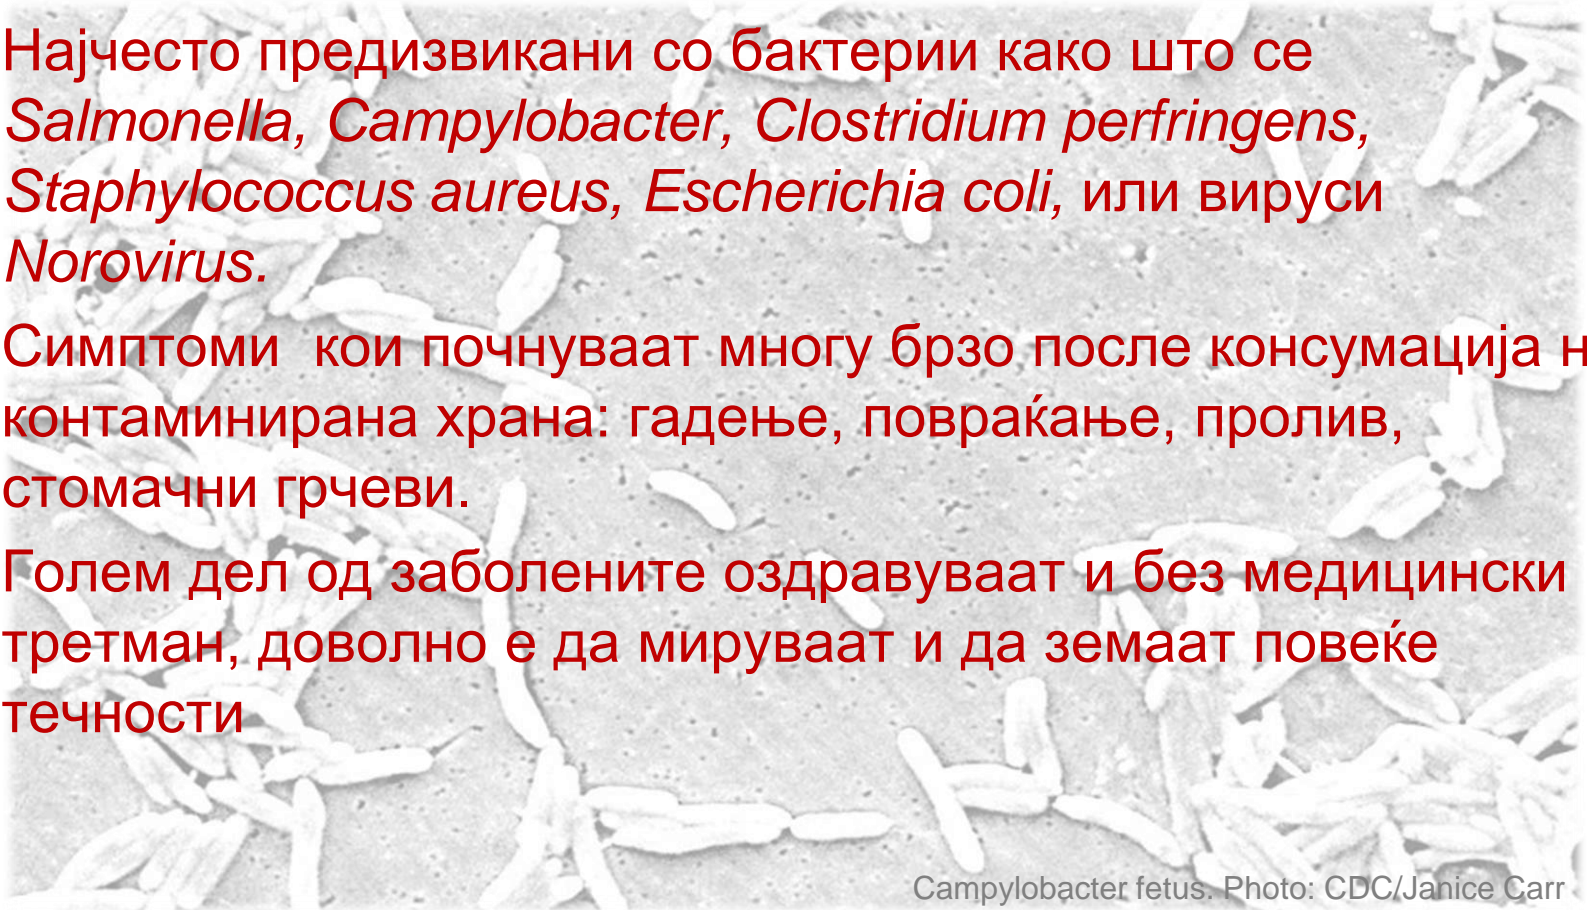 Најчесто предизвикани со бактерии како што се
Salmonella, Campylobacter, Clostridium perfringens,
Staphylococcus aureus, Escherichia coli, или вируси
Norovirus.
Симптоми кои почнуваат многу брзо после консумација н
контаминирана храна: гадење, повраќање, пролив,
стомачни грчеви.
Голем дел од заболените оздравуваат и без медицински
третман, доволно е да мируваат и да земаат повеќе
течности
Campylobacter fetus. Photo: CDC/Janice Carr